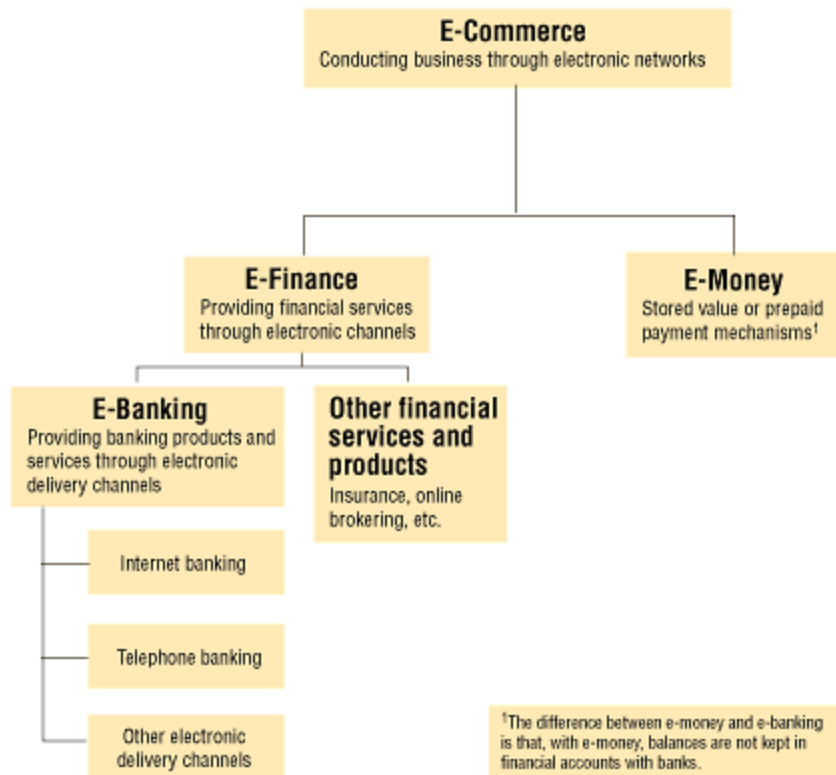 E-Commerce
Conducting business through electronic networks
E-Finance
Providing financial services
through electronic channels
E-Money
Stored value or prepaid
payment mechanisms†
E-Banking
Providing banking products and
services through electronic
delivery channels
Other financial
services and
products
Insurance, online
brokering, etc.
Internet banking
Telephone banking
Other electronic
delivery channels
†The difference between e-money and e-banking
is that, with e-money, balances are not kept in
financial accounts with banks.